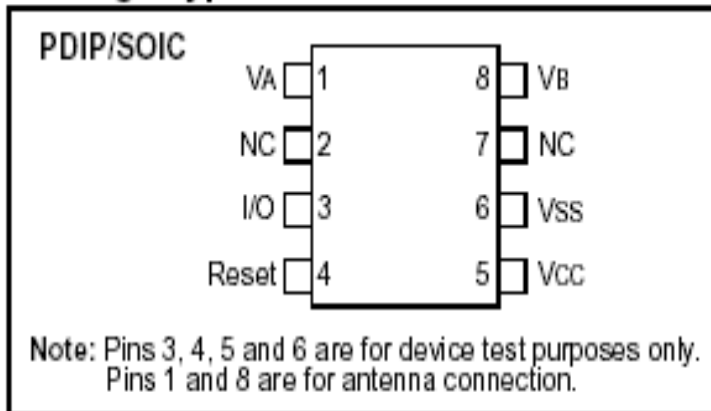 PDIP/SOIC
VA 1 8 VB
NC 2 7 NC
I/O 3 6 VSS
Reset 4 5 VCC
Note: Pins 3, 4, 5 and 6 are for device test purposes only.
Pins 1 and 8 are for antenna connection.